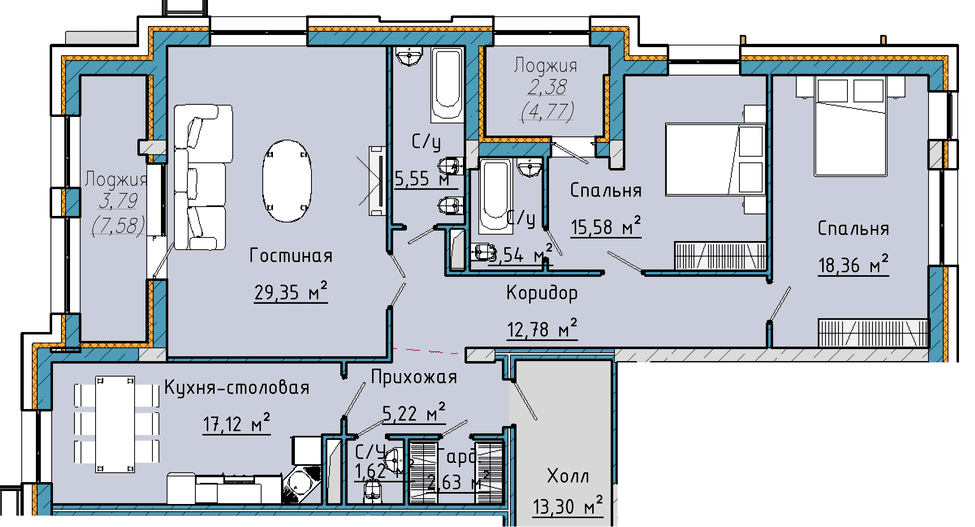 Лоджия
2,38
(4,77)
С/у
5,55 м²
Лоджия
3,79
(7,58)
Спальня
15,58 м²
С/у
3,54 м²
Спальня
18,36 м²
Гостиная
29,35 м²
Коридор
12,78 м²
Прихожая
5,22 м²
Кухня-столовая
17,12 м²
С/у
1,62 м²
Гард
2,63 м²
Холл
13,30 м²